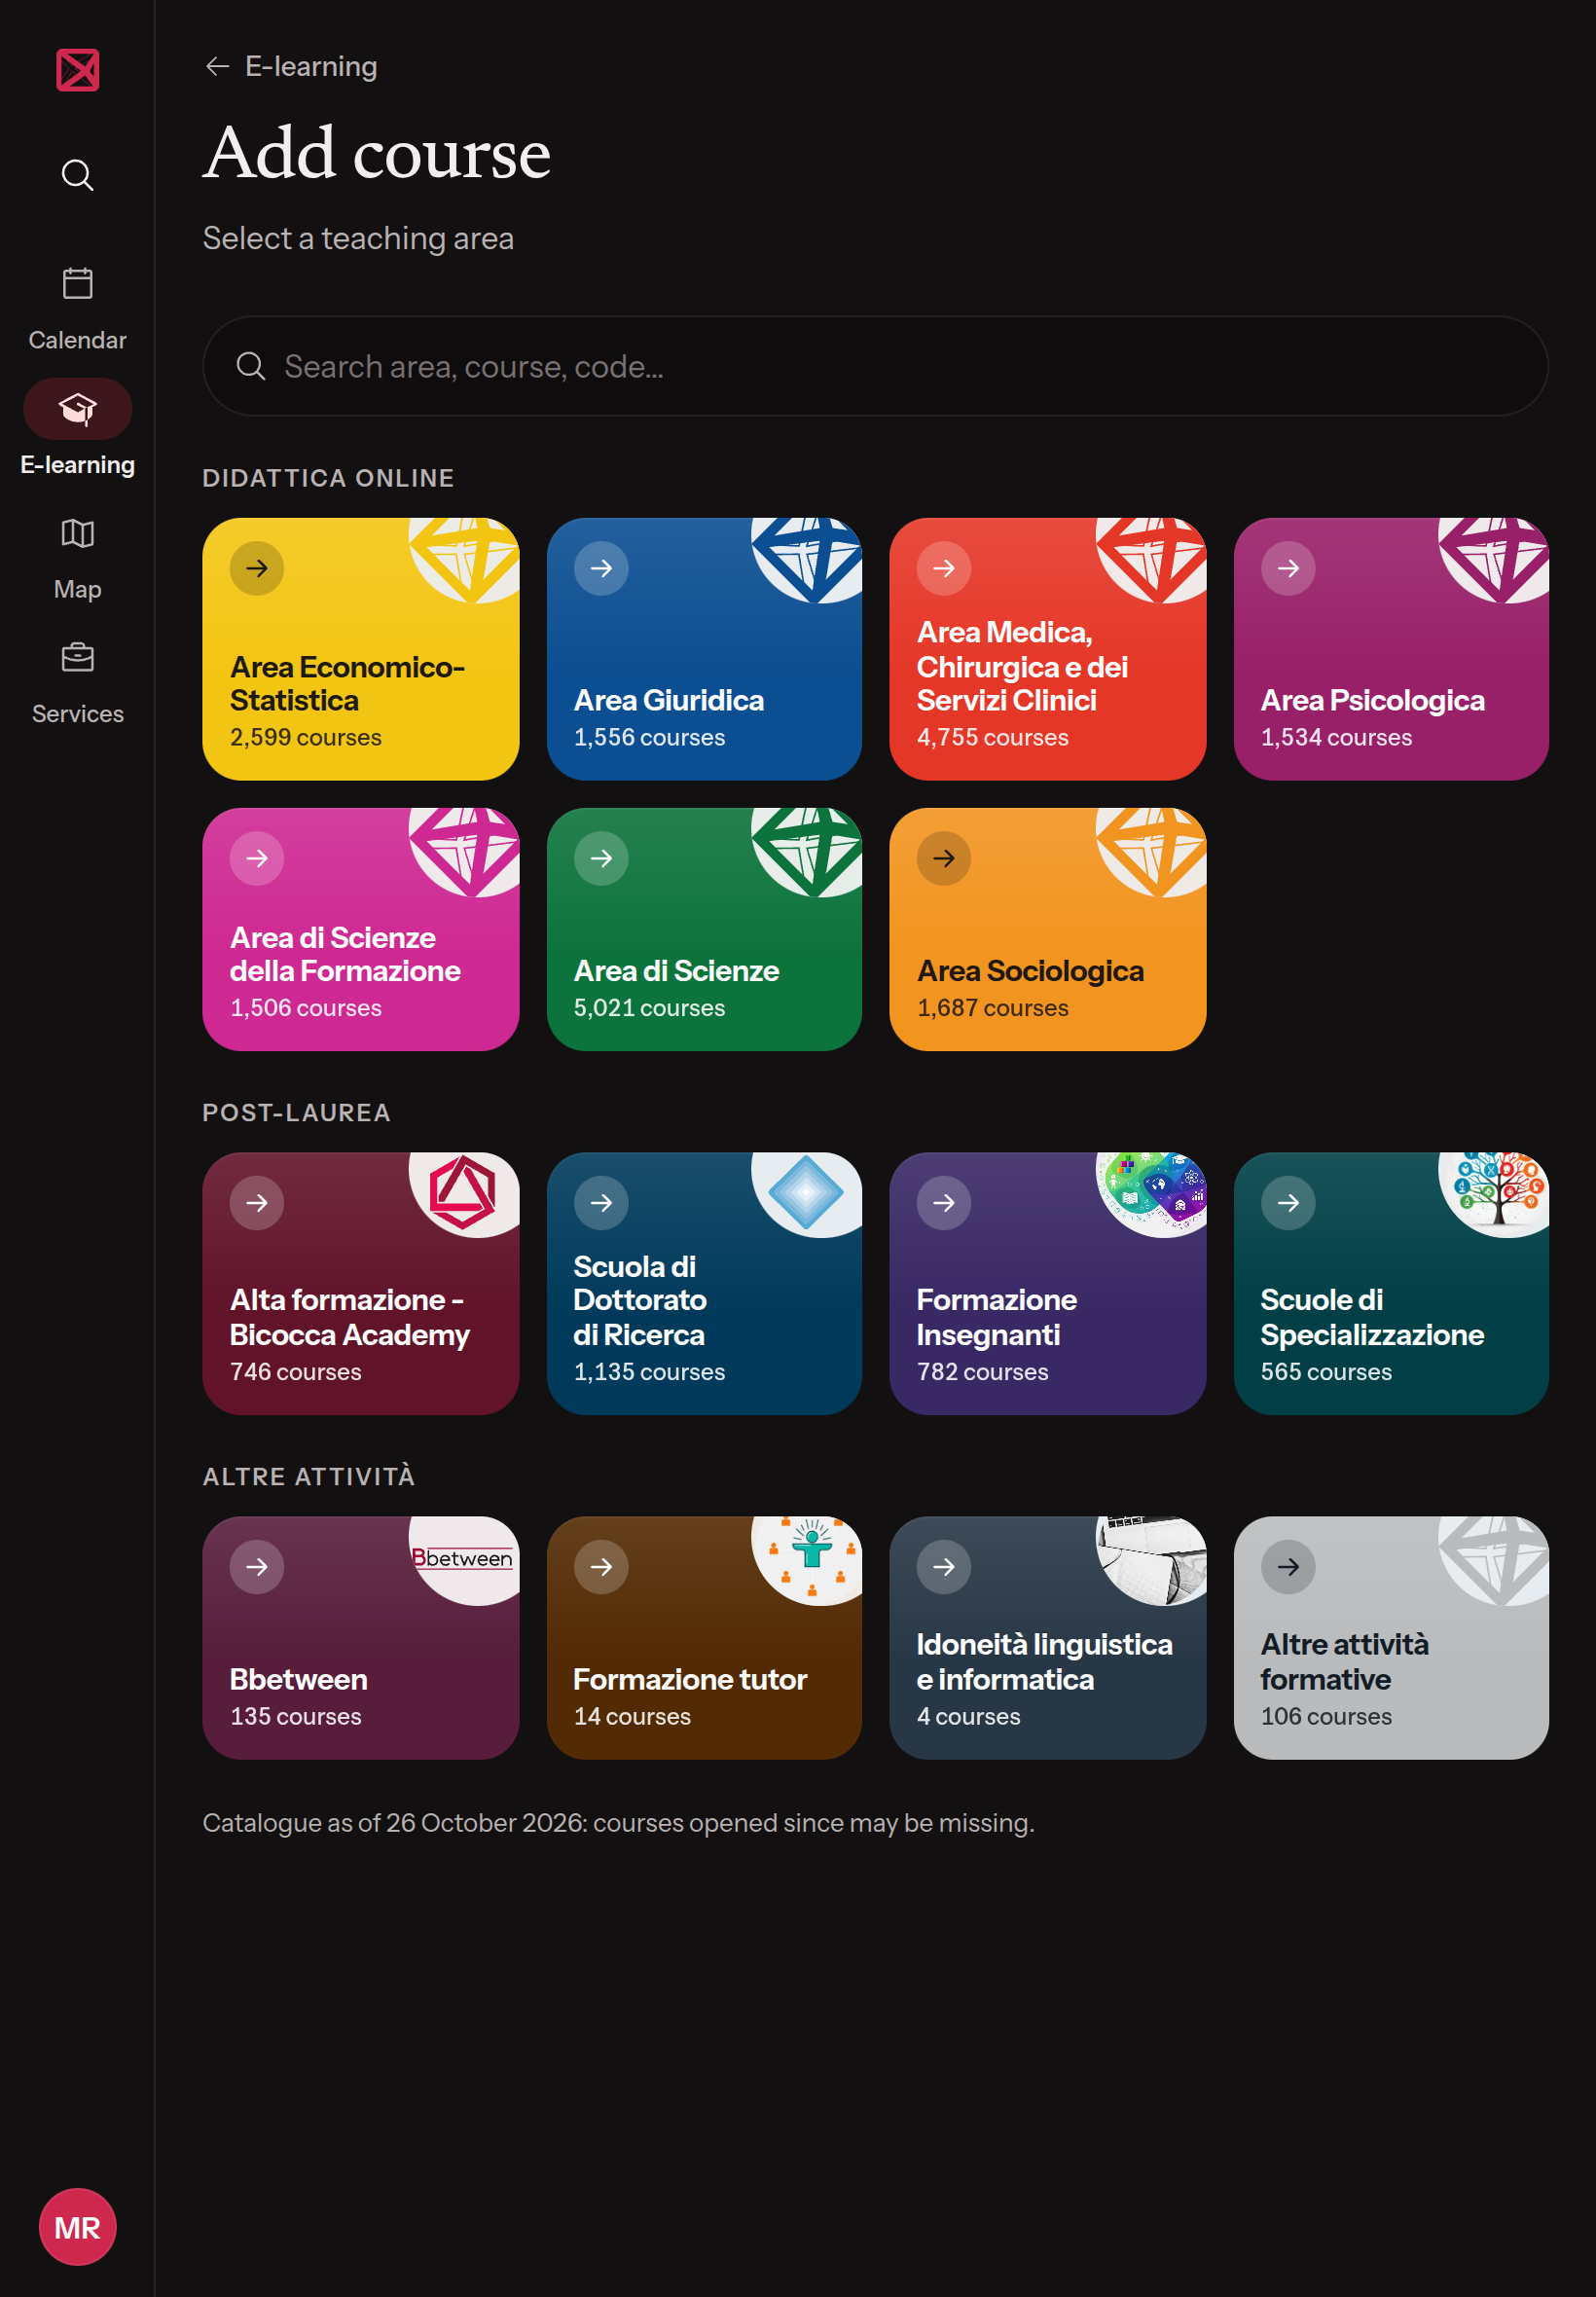 E-learning
Add course
Select a teaching area
Search area, course, code...
Calendar
E-learning
Map
Services
MR
DIDATTICA ONLINE
Area Economico-
Statistica
2,599 courses
Area Giuridica
1,556 courses
Area Medica,
Chirurgica e dei
Servizi Clinici
4,755 courses
Area Psicologica
1,534 courses
Area di Scienze
della Formazione
1,506 courses
Area di Scienze
5,021 courses
Area Sociologica
1,687 courses
POST-LAUREA
Alta formazione -
Bicocca Academy
746 courses
Scuola di
Dottorato
di Ricerca
1,135 courses
Formazione
Insegnanti
782 courses
Scuole di
Specializzazione
565 courses
ALTRE ATTIVITÀ
Bbetween
Bbetween
135 courses
Formazione tutor
14 courses
Idoneità linguistica
e informatica
4 courses
Altre attività
formative
106 courses
Catalogue as of 26 October 2026: courses opened since may be missing.